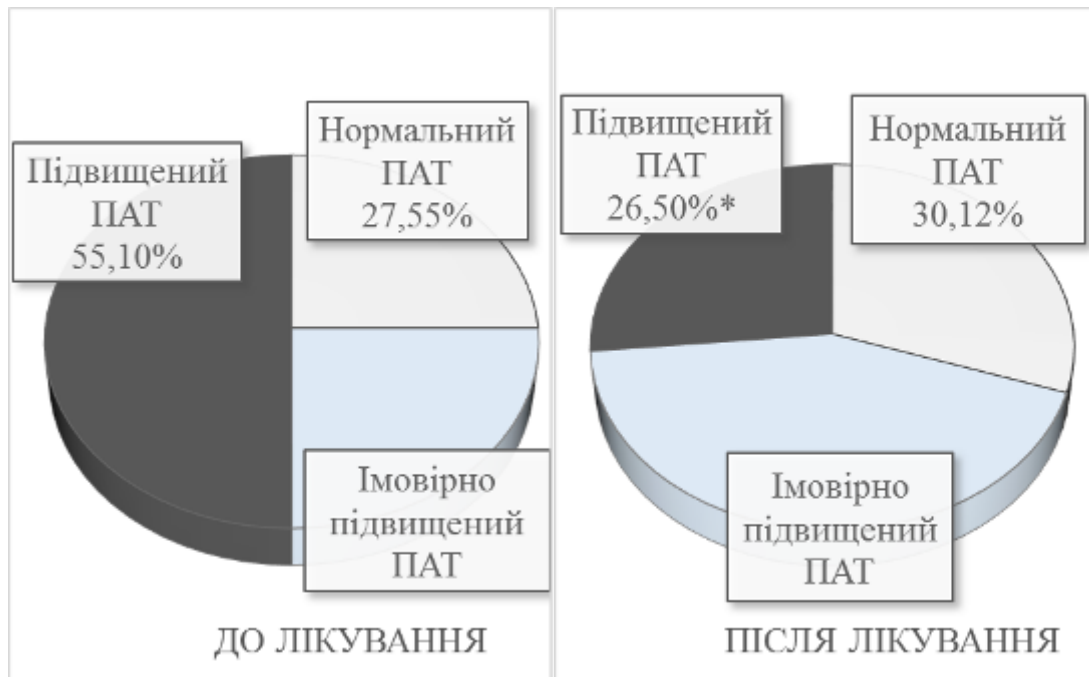 Підвищений
ПАТ
55,10%
Нормальний
ПАТ
27,55%
Імовірно
підвищений
ПАТ
ДО ЛІКУВАННЯ
Підвищений
ПАТ
26,50%*
Нормальний
ПАТ
30,12%
Імовірно
підвищений
ПАТ
ПІСЛЯ ЛІКУВАННЯ